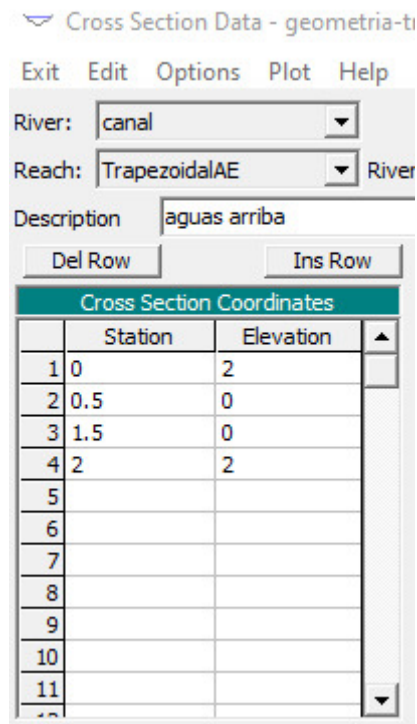 Cross Section Data - geometria-tr
Exit Edit Options Plot Help
River: canal
Reach: TrapezoidalAE River
Description aguas arriba
Del Row Ins Row
Cross Section Coordinates
Station Elevation
1 0 2
2 0.5 0
3 1.5 0
4 2 2
5
6
7
8
9
10
11